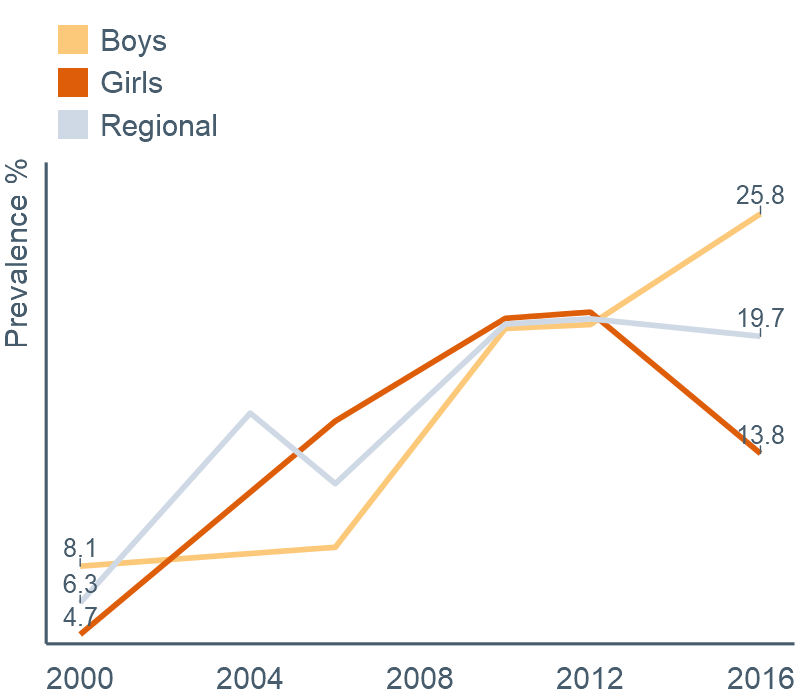 Boys
Girls
Regional
Prevalence %
25.8
19.7
13.8
8.1
6.3
4.7
2000 2004 2008 2012 2016